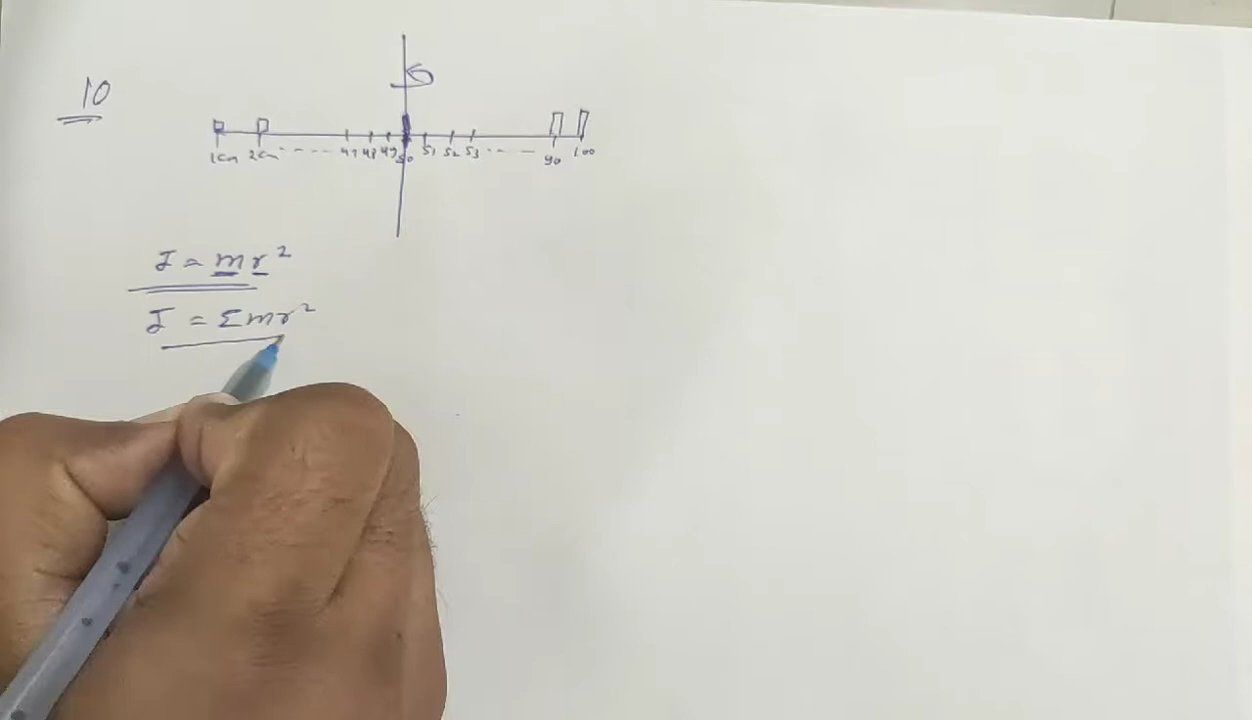 10
1cm 2cm ---- 47 48 49 50 51 52 53 ---- 90 100
I = mr²
I = Σmr²